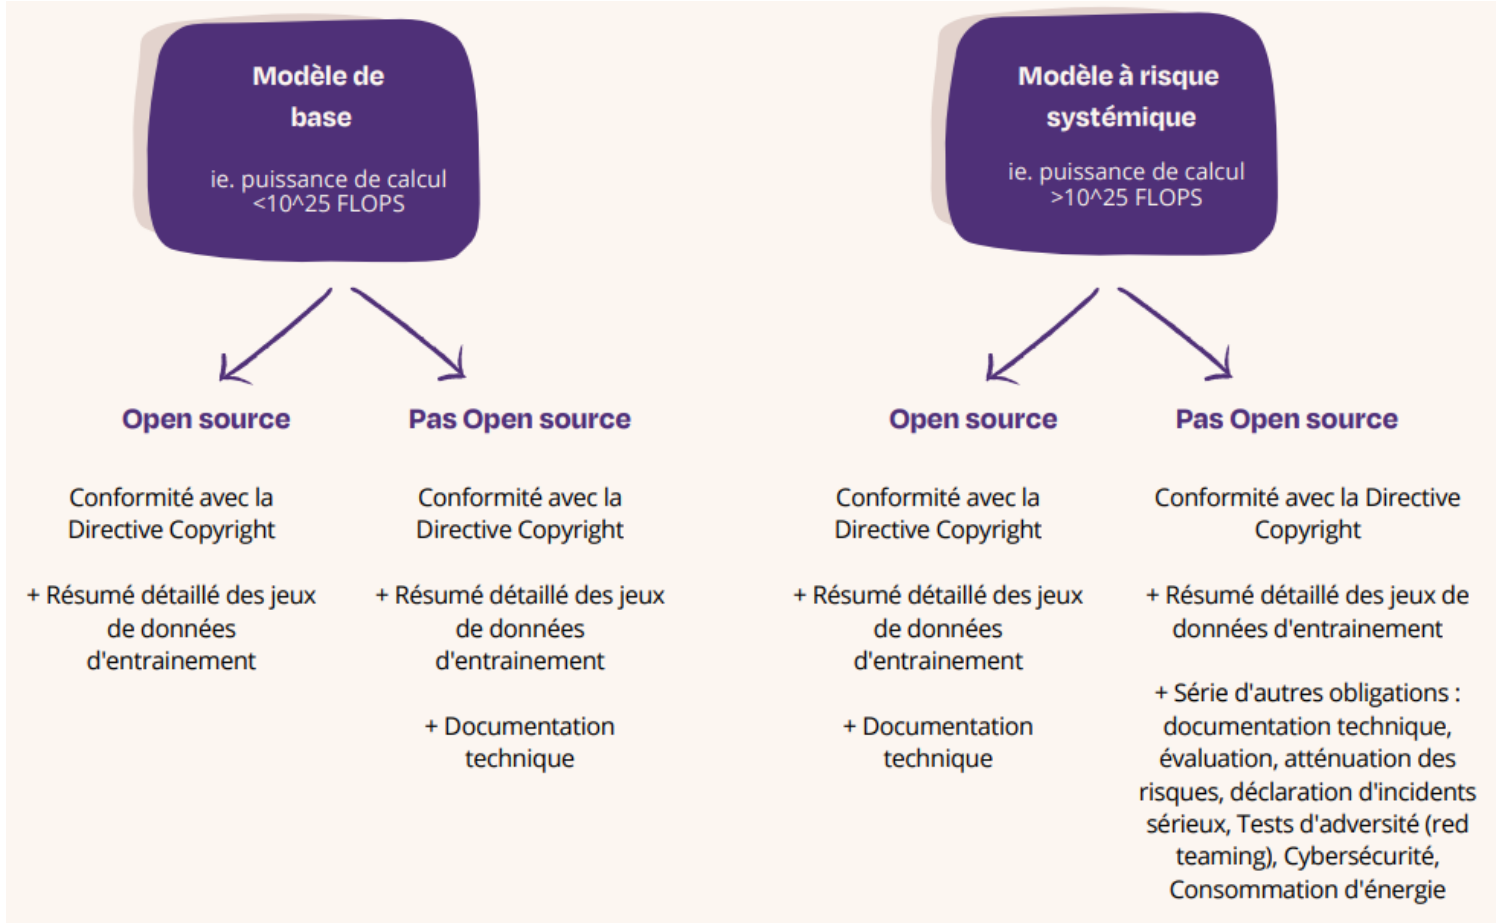 Modèle de
base
ie. puissance de calcul
<10^25 FLOPS
Open source
Conformité avec la
Directive Copyright
+ Résumé détaillé des jeux
de données
d'entrainement
Pas Open source
Conformité avec la
Directive Copyright
+ Résumé détaillé des jeux
de données
d'entrainement
+ Documentation
technique
Modèle à risque
systémique
ie. puissance de calcul
>10^25 FLOPS
Open source
Conformité avec la
Directive Copyright
+ Résumé détaillé des jeux
de données
d'entrainement
+ Documentation
technique
Pas Open source
Conformité avec la Directive
Copyright
+ Résumé détaillé des jeux de
données d'entrainement
+ Série d'autres obligations :
documentation technique,
évaluation, atténuation des
risques, déclaration d'incidents
sérieux, Tests d'adversité (red
teaming), Cybersécurité,
Consommation d'énergie